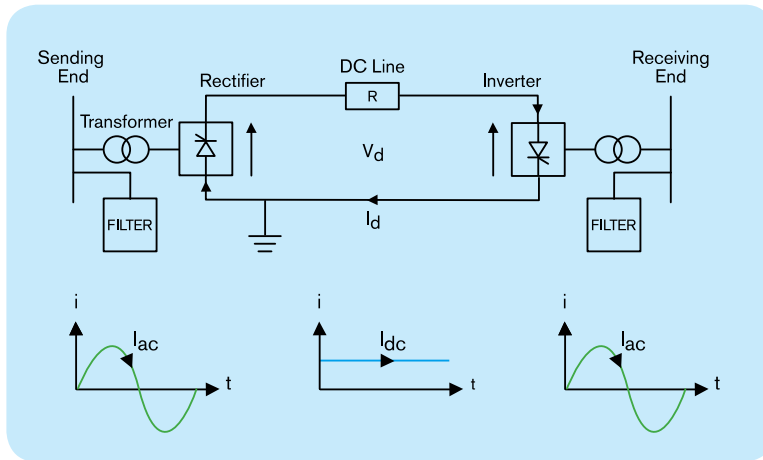 Sending
End
Receiving
End
DC Line
Rectifier
Inverter
R
Transformer
Vd
FILTER
FILTER
Id
i
Iac
t
i
Idc
t
i
Iac
t